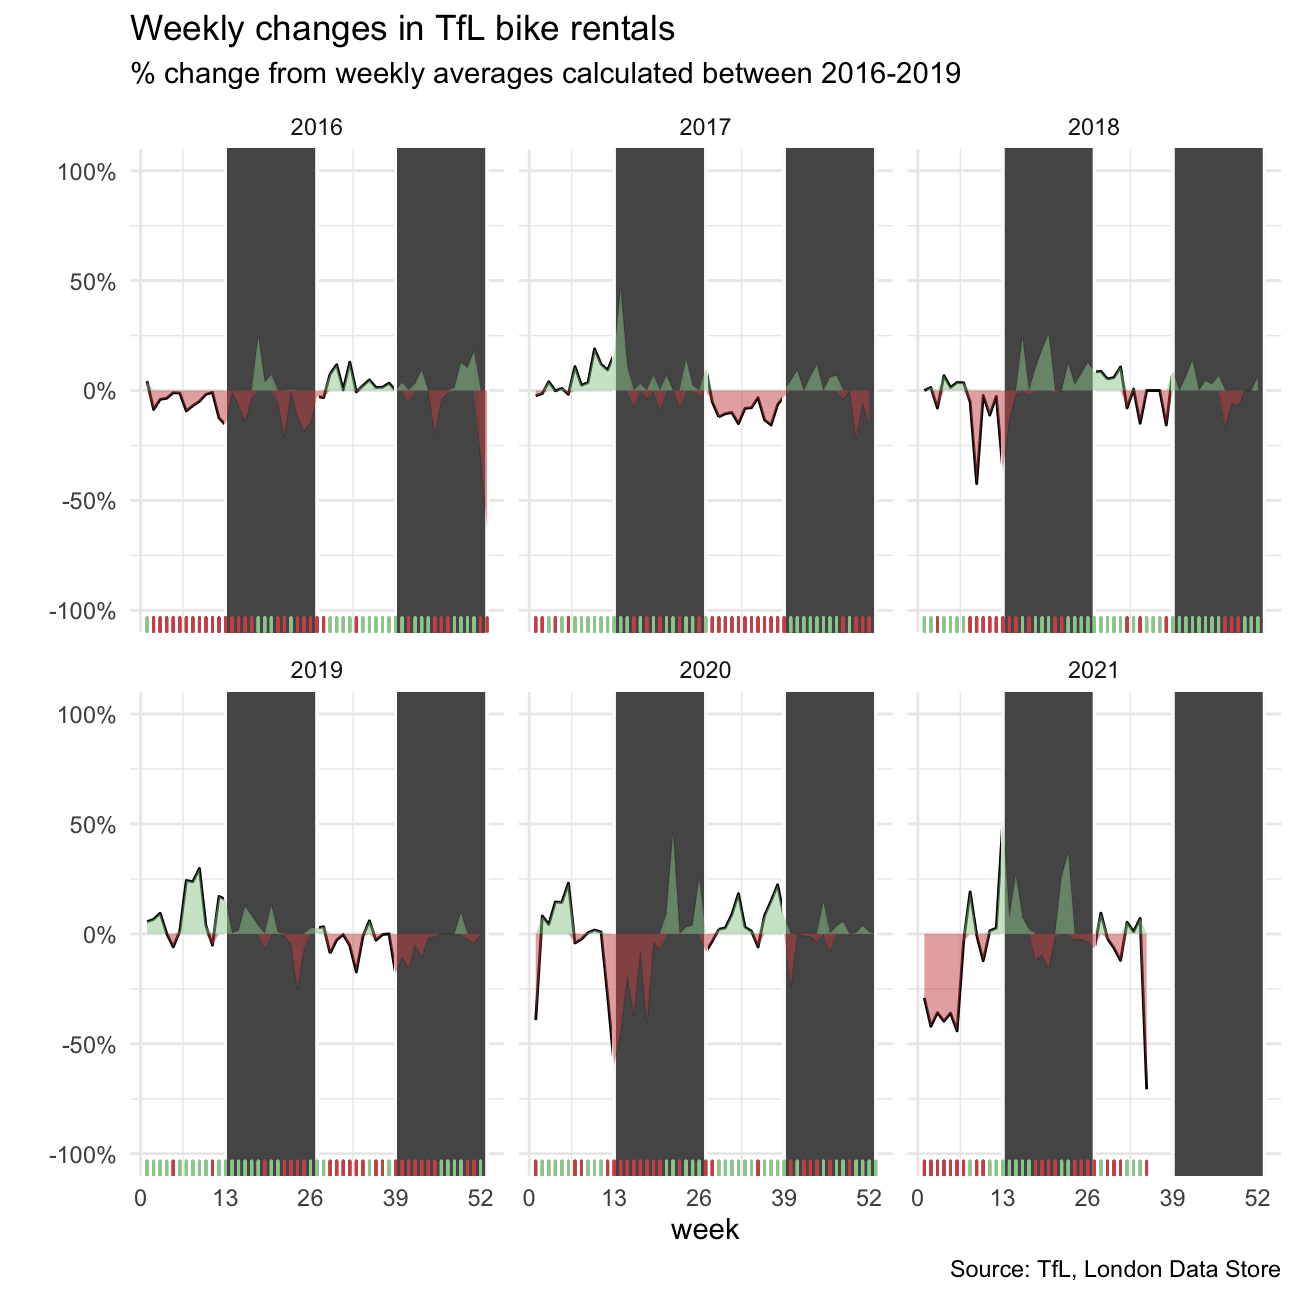 Weekly changes in TfL bike rentals
% change from weekly averages calculated between 2016-2019
2016 2017 2018
100%
50%
0%
-50%
-100%
2019 2020 2021
100%
50%
0%
-50%
-100%
0 13 26 39 52 0 13 26 39 52 0 13 26 39 52
week
Source: TfL, London Data Store